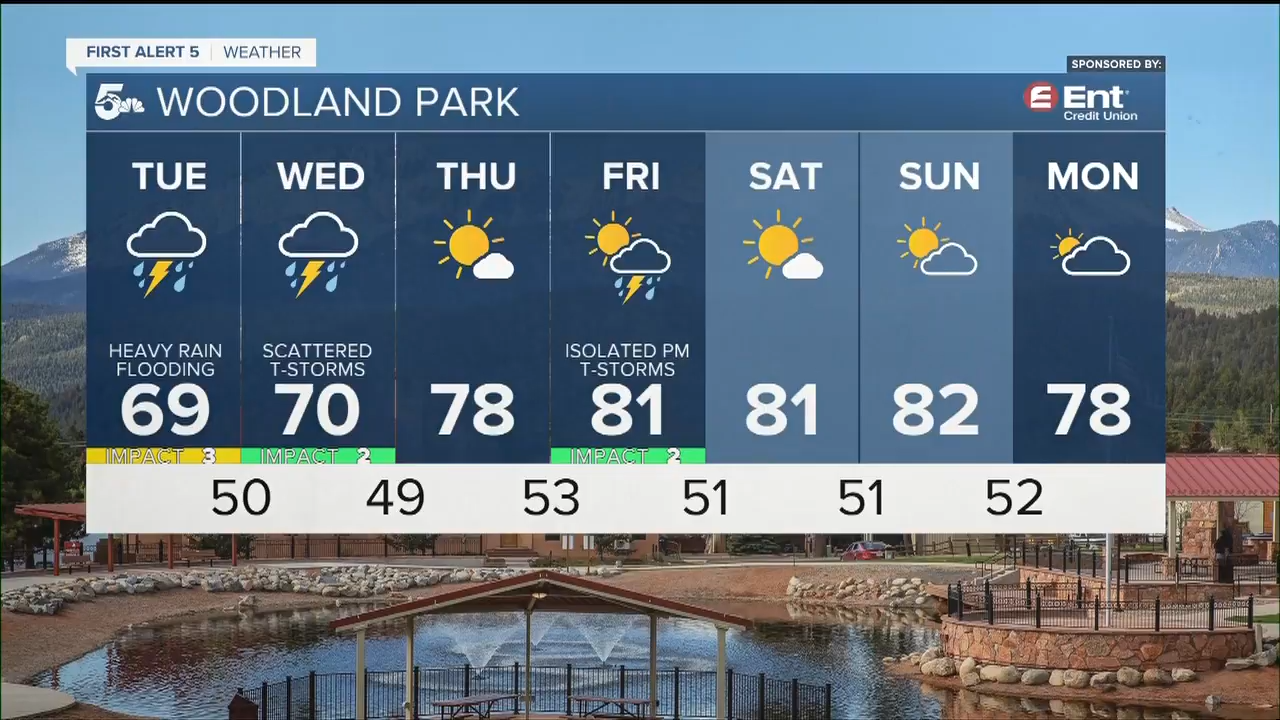 FIRST ALERT 5 | WEATHER
SPONSORED BY:
5 WOODLAND PARK
Ent
Credit Union
TUE WED THU FRI SAT SUN MON
HEAVY RAIN FLOODING
SCATTERED T-STORMS
ISOLATED PM T-STORMS
69 70 78 81 81 82 78
IMPACT 3 IMPACT 2 IMPACT 2
50 49 53 51 51 52